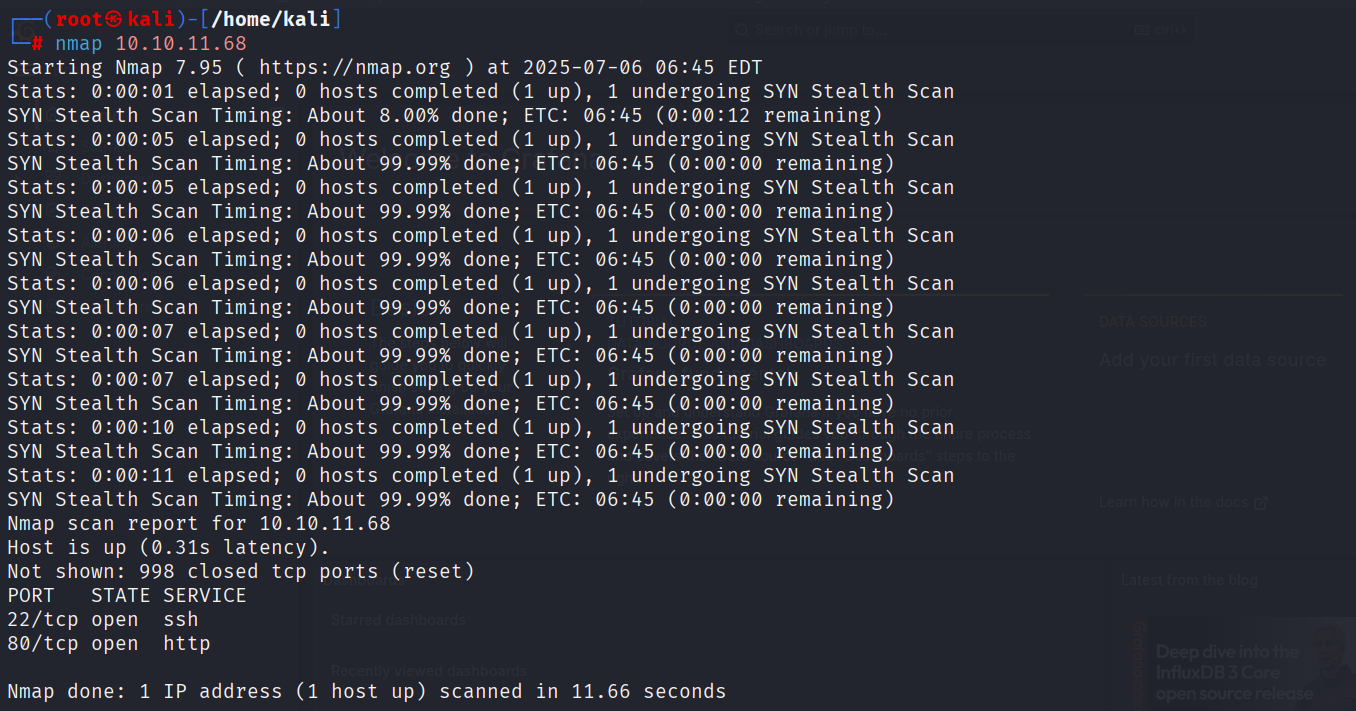 (root㉿kali)-[/home/kali]
# nmap 10.10.11.68
Starting Nmap 7.95 ( https://nmap.org ) at 2025-07-06 06:45 EDT
Stats: 0:00:01 elapsed; 0 hosts completed (1 up), 1 undergoing SYN Stealth Scan
SYN Stealth Scan Timing: About 8.00% done; ETC: 06:45 (0:00:12 remaining)
Stats: 0:00:05 elapsed; 0 hosts completed (1 up), 1 undergoing SYN Stealth Scan
SYN Stealth Scan Timing: About 99.99% done; ETC: 06:45 (0:00:00 remaining)
Stats: 0:00:05 elapsed; 0 hosts completed (1 up), 1 undergoing SYN Stealth Scan
SYN Stealth Scan Timing: About 99.99% done; ETC: 06:45 (0:00:00 remaining)
Stats: 0:00:06 elapsed; 0 hosts completed (1 up), 1 undergoing SYN Stealth Scan
SYN Stealth Scan Timing: About 99.99% done; ETC: 06:45 (0:00:00 remaining)
Stats: 0:00:06 elapsed; 0 hosts completed (1 up), 1 undergoing SYN Stealth Scan
SYN Stealth Scan Timing: About 99.99% done; ETC: 06:45 (0:00:00 remaining)
Stats: 0:00:07 elapsed; 0 hosts completed (1 up), 1 undergoing SYN Stealth Scan
SYN Stealth Scan Timing: About 99.99% done; ETC: 06:45 (0:00:00 remaining)
Stats: 0:00:07 elapsed; 0 hosts completed (1 up), 1 undergoing SYN Stealth Scan
SYN Stealth Scan Timing: About 99.99% done; ETC: 06:45 (0:00:00 remaining)
Stats: 0:00:10 elapsed; 0 hosts completed (1 up), 1 undergoing SYN Stealth Scan
SYN Stealth Scan Timing: About 99.99% done; ETC: 06:45 (0:00:00 remaining)
Stats: 0:00:11 elapsed; 0 hosts completed (1 up), 1 undergoing SYN Stealth Scan
SYN Stealth Scan Timing: About 99.99% done; ETC: 06:45 (0:00:00 remaining)
Nmap scan report for 10.10.11.68
Host is up (0.31s latency).
Not shown: 998 closed tcp ports (reset)
PORT   STATE SERVICE
22/tcp open  ssh
80/tcp open  http
Nmap done: 1 IP address (1 host up) scanned in 11.66 seconds
Search or jump to...
DATA SOURCES
Add your first data source
Learn how in the docs
Starred dashboards
Recently viewed dashboards
Latest from the blog
Deep dive into the
InfluxDB 3 Core
open source release